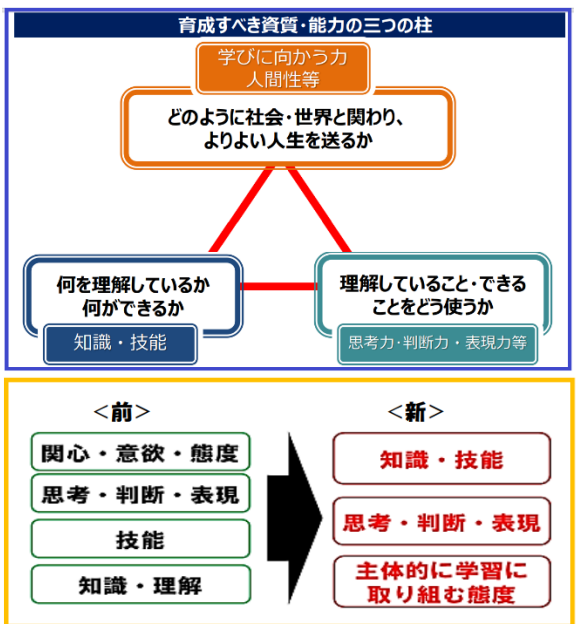 育成すべき資質・能力の三つの柱
学びに向かう力
人間性等
どのように社会・世界と関わり、
よりよい人生を送るか
何を理解しているか
何ができるか
知識・技能
理解していること・できる
ことをどう使うか
思考力・判断力・表現力等
<前>
関心・意欲・態度
思考・判断・表現
技能
知識・理解
<新>
知識・技能
思考・判断・表現
主体的に学習に
取り組む態度